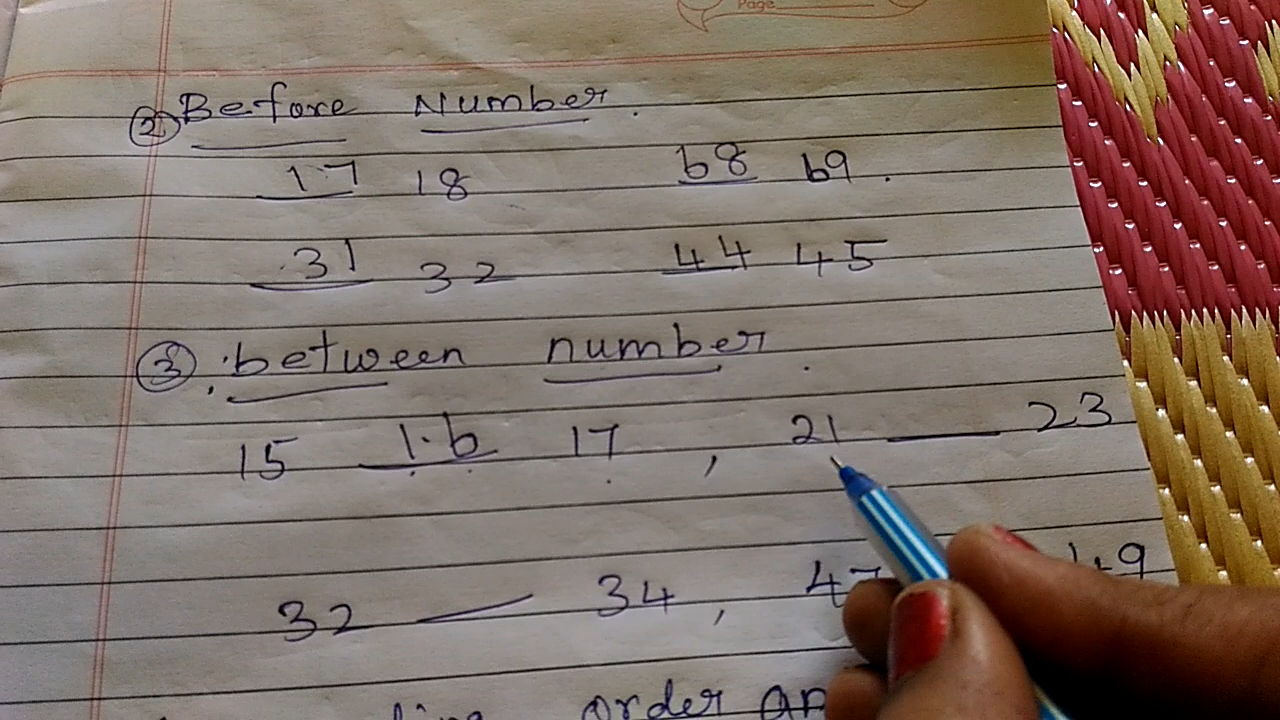 Page
② Before Number.
17 18 68 69.
31 32 44 45
③ between number.
15 16 17, 21 ___ 23
32 ___ 34, 47 49
order